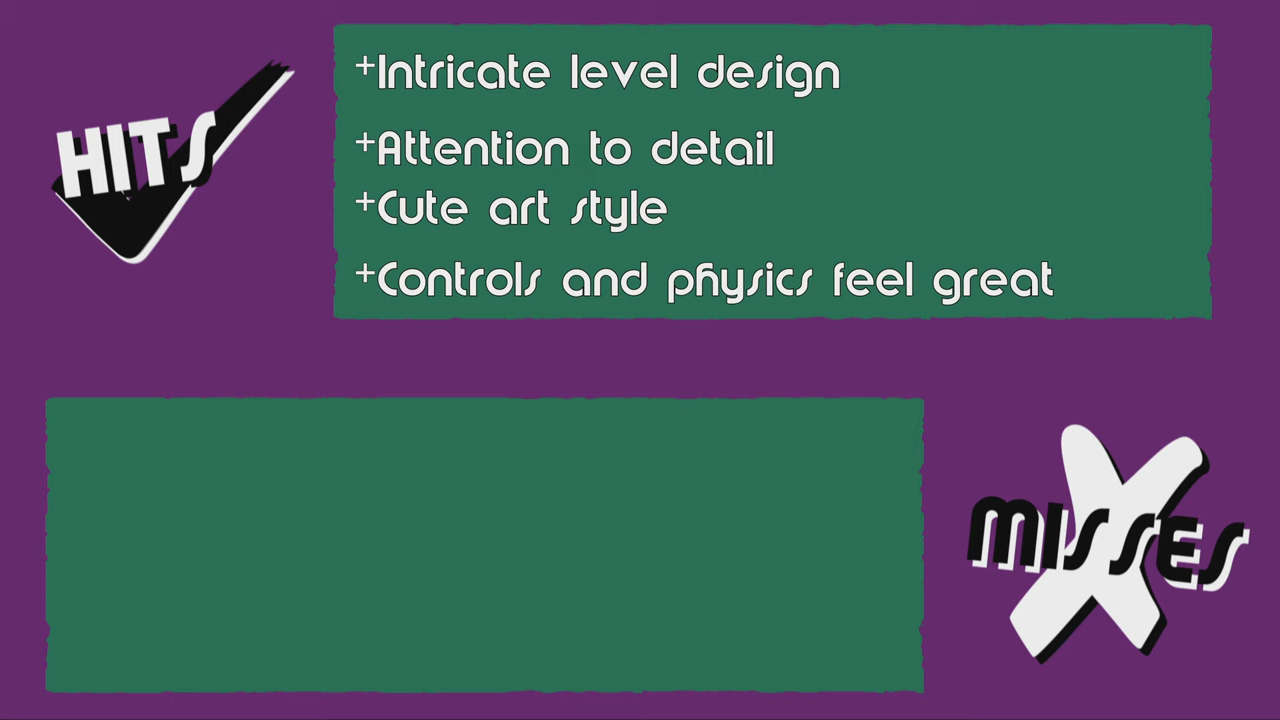 HITS
+Intricate level design
+Attention to detail
+Cute art style
+Controls and physics feel great
MISSES